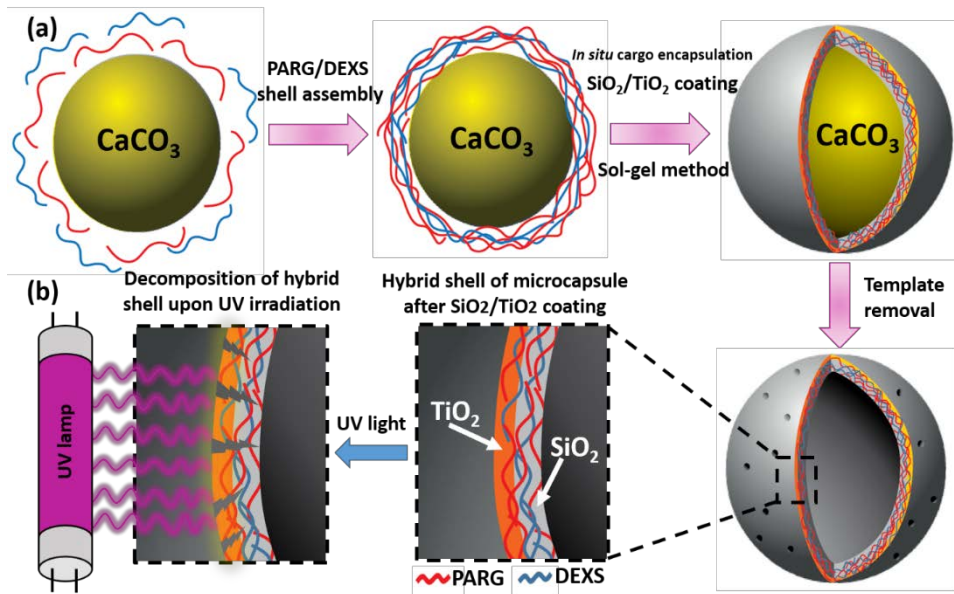 (a)
CaCO₃
PARG/DEXS
shell assembly
CaCO₃
In situ cargo encapsulation
SiO₂/TiO₂ coating
Sol-gel method
CaCO₃
Template
removal
(b)
Decomposition of hybrid
shell upon UV irradiation
Hybrid shell of microcapsule
after SiO2/TiO2 coating
UV lamp
UV light
TiO₂
SiO₂
PARG
DEXS